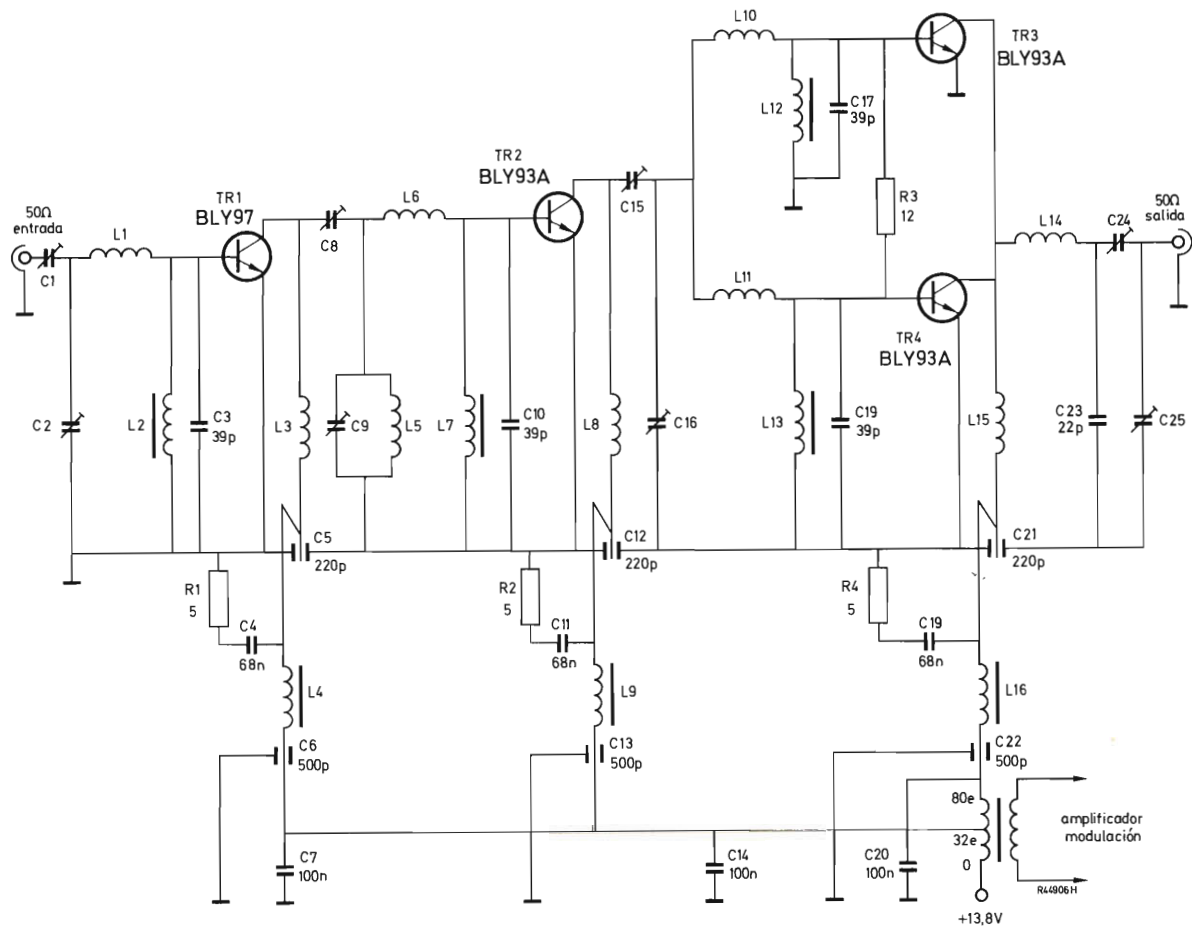 L10
TR3
BLY93A
L12
C17
39p
TR2
BLY93A
R3
12
TR1
BLY97
L6
C15
50Ω
entrada
L1
C8
C1
L11
50Ω
salida
L14
C24
TR4
BLY93A
C2
L2
C3
39p
L3
C9
L5
L7
C10
39p
L8
C16
L13
C19
39p
L15
C23
22p
C25
C5
220p
C12
220p
C21
220p
R1
5
C4
68n
R2
5
C11
68n
R4
5
C19
68n
L4
L9
L16
C6
500p
C13
500p
C22
500p
80e
32e
0
amplificador
modulación
C7
100n
C14
100n
C20
100n
R44906H
+13,8V